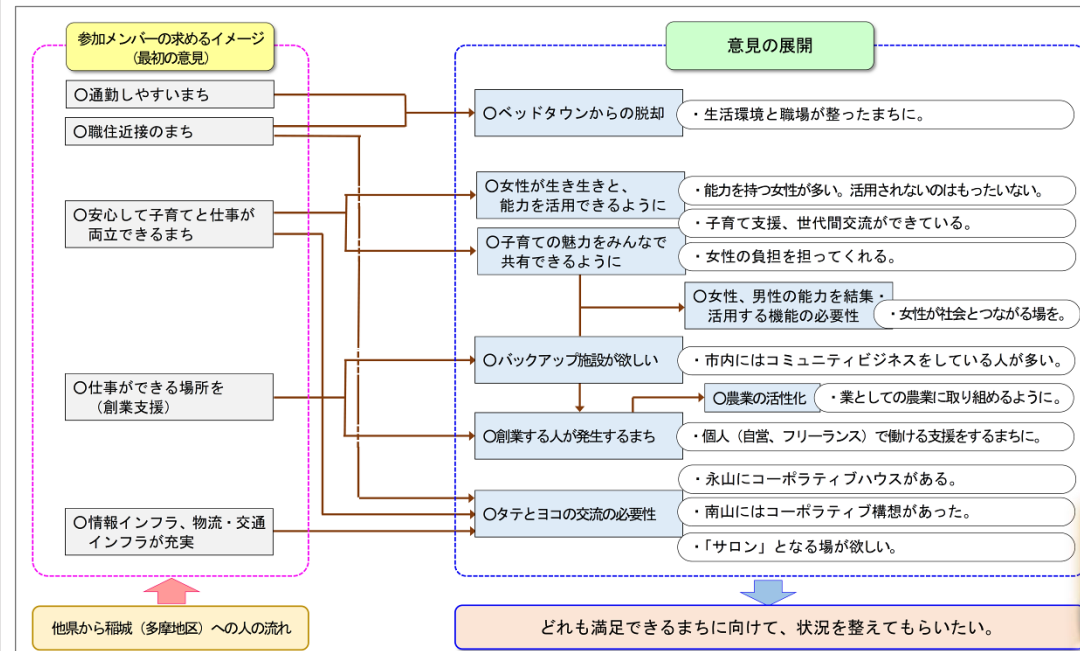 参加メンバーの求めるイメージ
（最初の意見）
〇通勤しやすいまち
〇職住近接のまち
〇安心して子育てと仕事が
両立できるまち
〇仕事ができる場所を
（創業支援）
〇情報インフラ、物流・交通
インフラが充実
他県から稲城（多摩地区）への人の流れ
意見の展開
〇ベッドタウンからの脱却
・生活環境と職場が整ったまちに。
〇女性が生き生きと、
能力を活用できるように
・能力を持つ女性が多い。活用されないのはもったいない。
・子育て支援、世代間交流ができている。
〇子育ての魅力をみんなで
共有できるように
・女性の負担を担ってくれる。
〇女性、男性の能力を結集・
活用する機能の必要性
・女性が社会とつながる場を。
〇バックアップ施設が欲しい
・市内にはコミュニティビジネスをしている人が多い。
〇農業の活性化
・業としての農業に取り組めるように。
〇創業する人が発生するまち
・個人（自営、フリーランス）で働ける支援をするまちに。
・永山にコーポラティブハウスがある。
〇タテとヨコの交流の必要性
・南山にはコーポラティブ構想があった。
・「サロン」となる場が欲しい。
どれも満足できるまちに向けて、状況を整えてもらいたい。